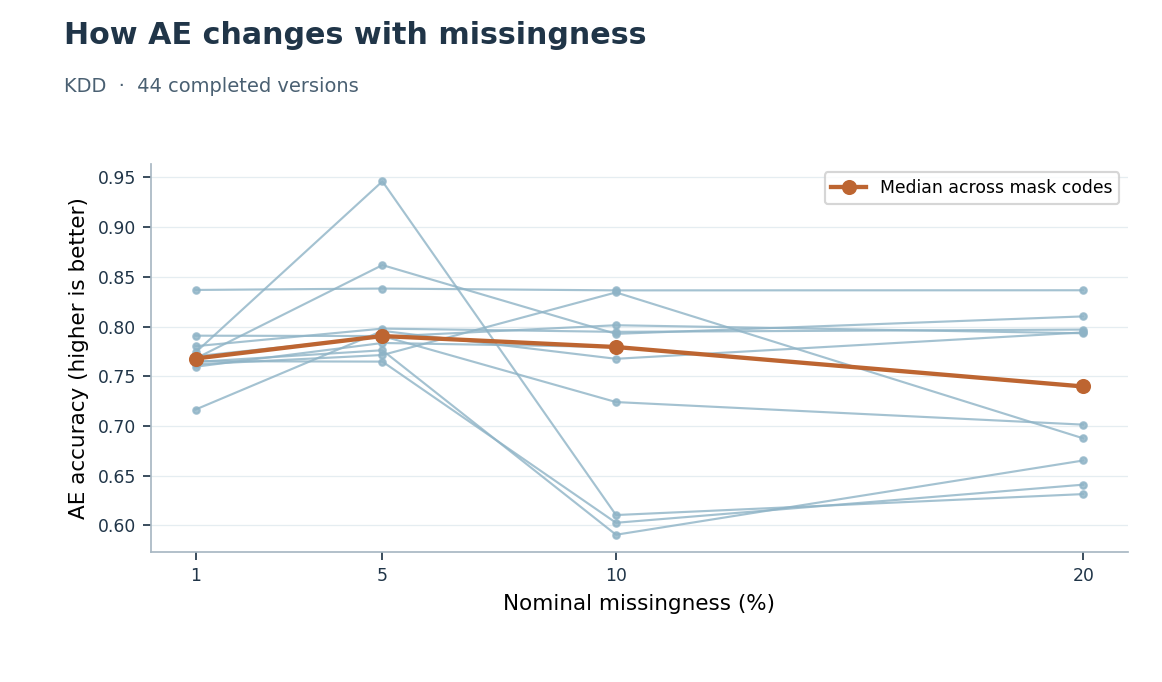 How AE changes with missingness
KDD · 44 completed versions
AE accuracy (higher is better)
0.95
0.90
0.85
0.80
0.75
0.70
0.65
0.60
Median across mask codes
1
5
10
20
Nominal missingness (%)